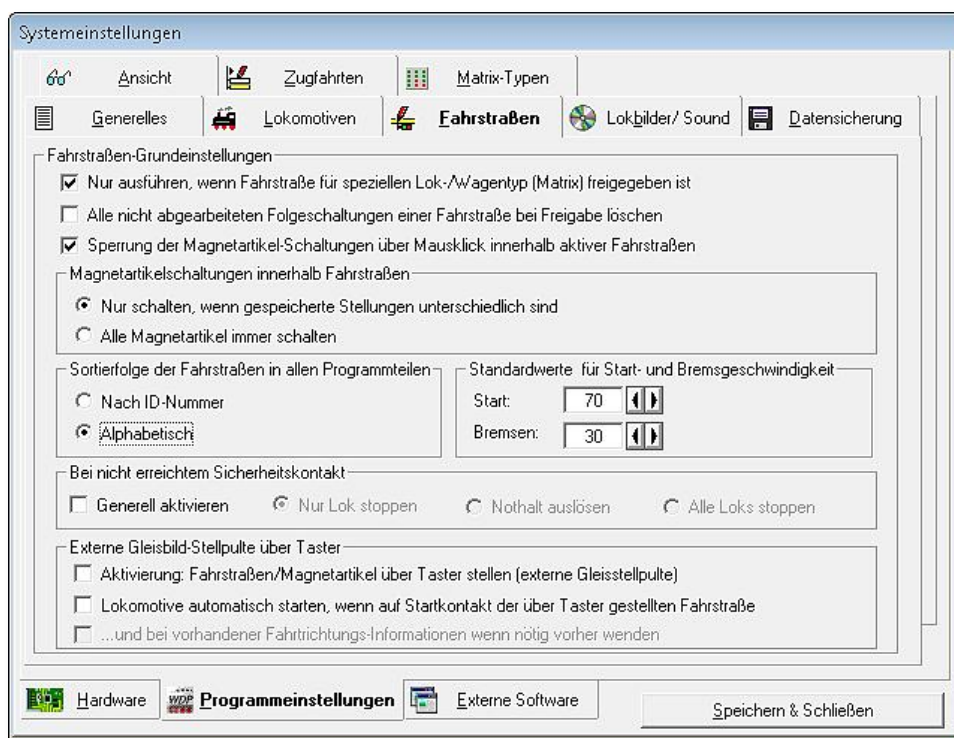 Systemeinstellungen
Ansicht Zugfahrten Matrix-Typen
Generelles Lokomotiven Fahrstraßen Lokbilder/ Sound Datensicherung
Fahrstraßen-Grundeinstellungen
Nur ausführen, wenn Fahrstraße für speziellen Lok-/Wagentyp (Matrix) freigegeben ist
Alle nicht abgearbeiteten Folgeschaltungen einer Fahrstraße bei Freigabe löschen
Sperrung der Magnetartikel-Schaltungen über Mausklick innerhalb aktiver Fahrstraßen
Magnetartikelschaltungen innerhalb Fahrstraßen
Nur schalten, wenn gespeicherte Stellungen unterschiedlich sind
Alle Magnetartikel immer schalten
Sortierfolge der Fahrstraßen in allen Programmteilen
Nach ID-Nummer
Alphabetisch
Standardwerte für Start- und Bremsgeschwindigkeit
Start: 70
Bremsen: 30
Bei nicht erreichtem Sicherheitskontakt
Generell aktivieren Nur Lok stoppen Nothalt auslösen Alle Loks stoppen
Externe Gleisbild-Stellpulte über Taster
Aktivierung: Fahrstraßen/Magnetartikel über Taster stellen (externe Gleisstellpulte)
Lokomotive automatisch starten, wenn auf Startkontakt der über Taster gestellten Fahrstraße
...und bei vorhandener Fahrtrichtungs-Informationen wenn nötig vorher wenden
Hardware WDP Programmeinstellungen Externe Software
Speichern & Schließen